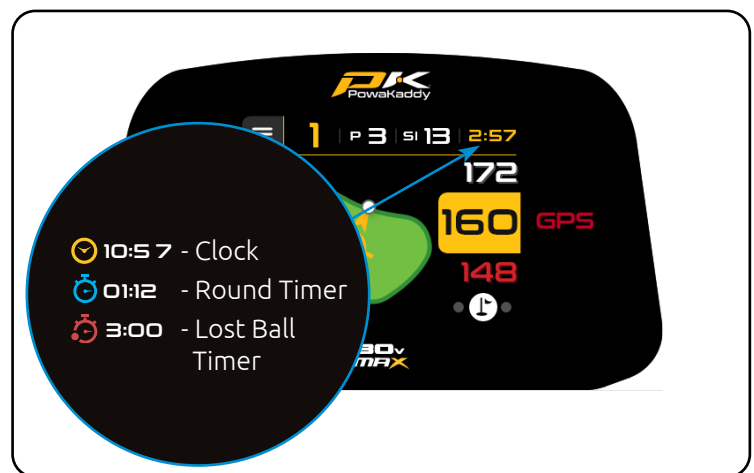 PK
PowaKaddy
1 P 3 SI 13 2:57
172
160 GPS
148
10:5 7 - Clock
01:12 - Round Timer
3:00 - Lost Ball
Timer
MAX